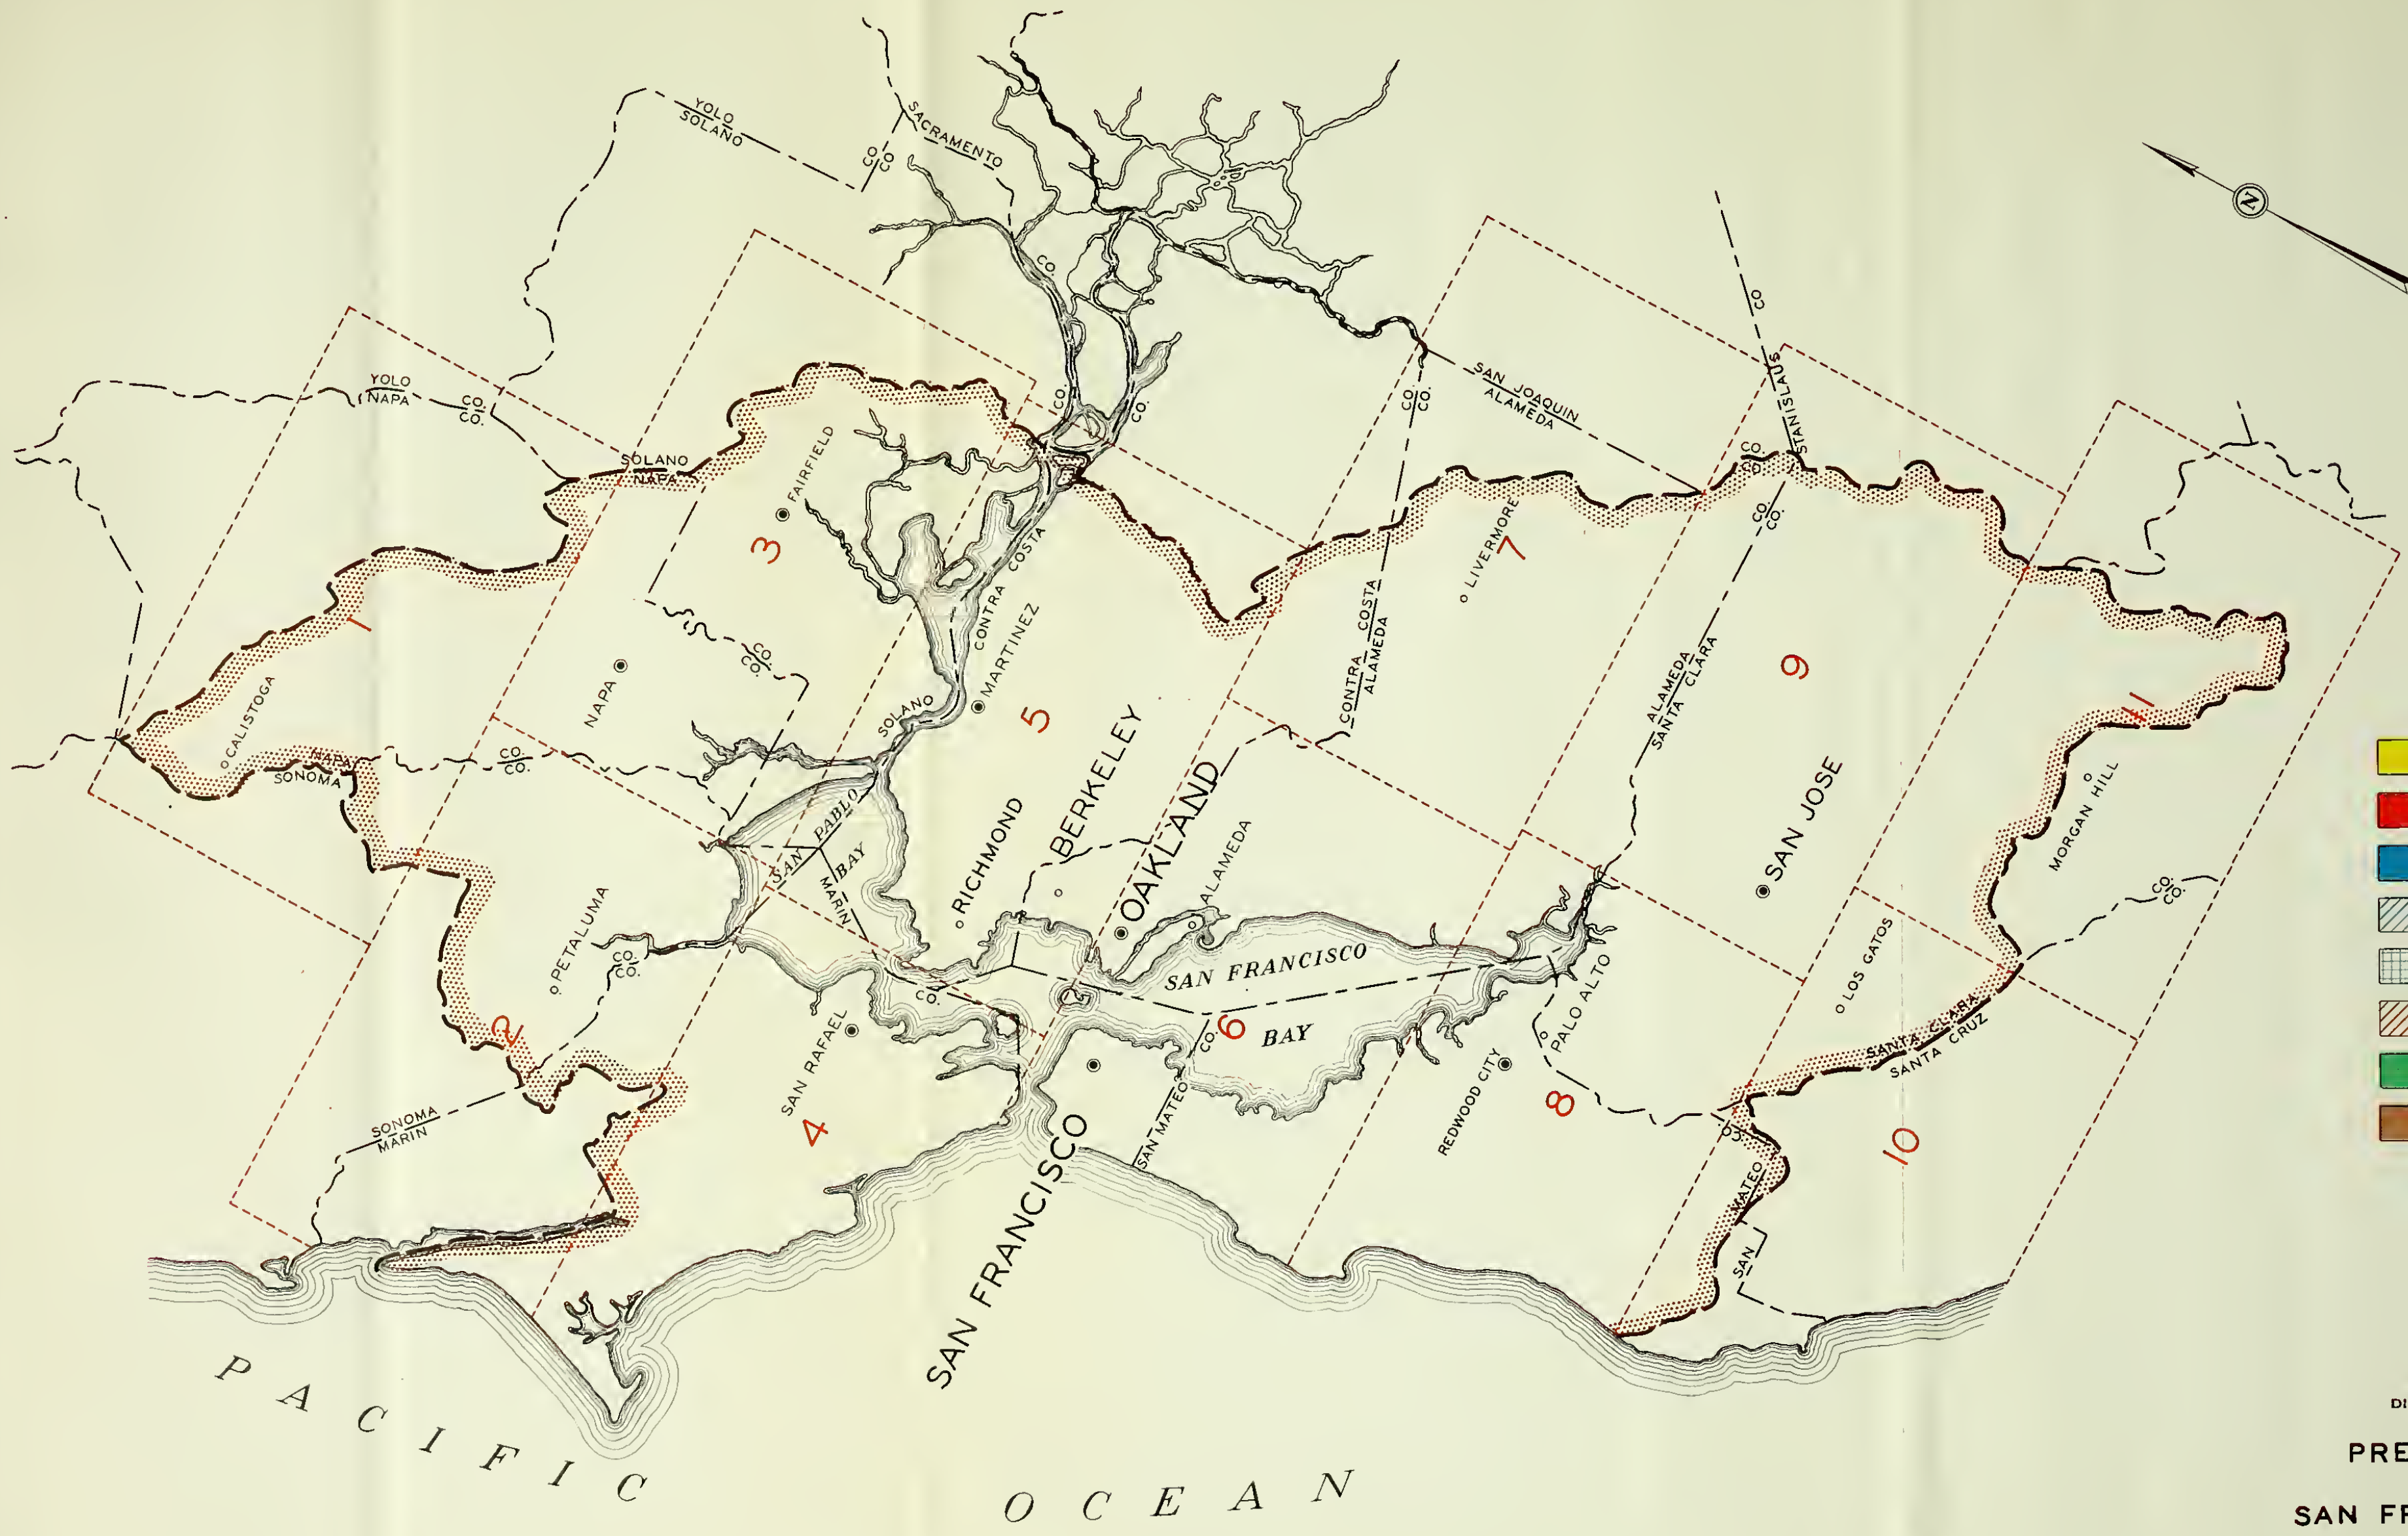 YOLO
SOLANO
SACRAMENTO
CO.
CO.
CO.
CO
YOLO
NAPA
CO.
CO.
SOLANO
NAPA
FAIRFIELD
3
CO.
CO.
SAN JOAQUIN
ALAMEDA
CO.
CO.
STANISLAUS
CO.
CO.
CO.
CO.
N
1
CALISTOGA
NAPA
SONOMA
CO.
CO.
NAPA
CO.
CO.
CONTRA COSTA
MARTINEZ
SOLANO
5
LIVERMORE
7
CONTRA COSTA
ALAMEDA
ALAMEDA
SANTA CLARA
9
11
MORGAN HILL
CO.
CO.
SAN JOSE
SAN PABLO
BAY
MARIN
RICHMOND
BERKELEY
OAKLAND
ALAMEDA
PETALUMA
CO.
CO.
2
SONOMA
MARIN
SAN RAFAEL
4
CO.
SAN FRANCISCO
BAY
6
CO.
SAN MATEO
SAN FRANCISCO
REDWOOD CITY
PALO ALTO
8
LOS GATOS
SANTA CLARA
SANTA CRUZ
CO.
SAN MATEO
10
PACIFIC
OCEAN
DI
PRE
SAN FR